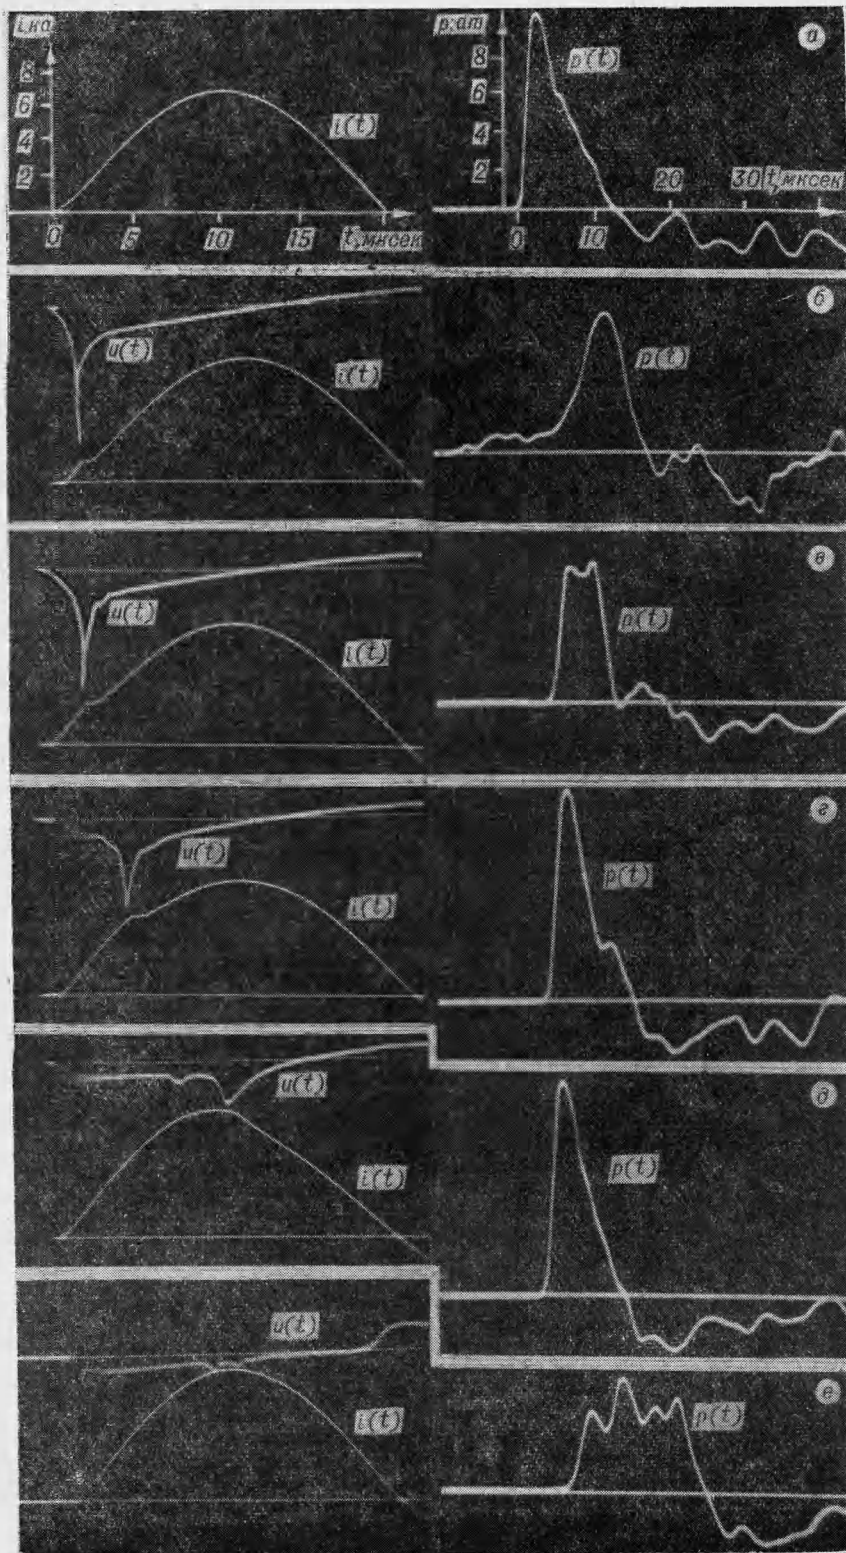 i,ка
8
6
4
2
i(t)
0
5
10
15
t,мксек
p,ат
8
6
4
2
p(t)
0
10
20
30
t,мксек
а
u(t)
i(t)
p(t)
б
u(t)
i(t)
p(t)
в
u(t)
i(t)
p(t)
г
u(t)
i(t)
p(t)
д
u(t)
i(t)
p(t)
е